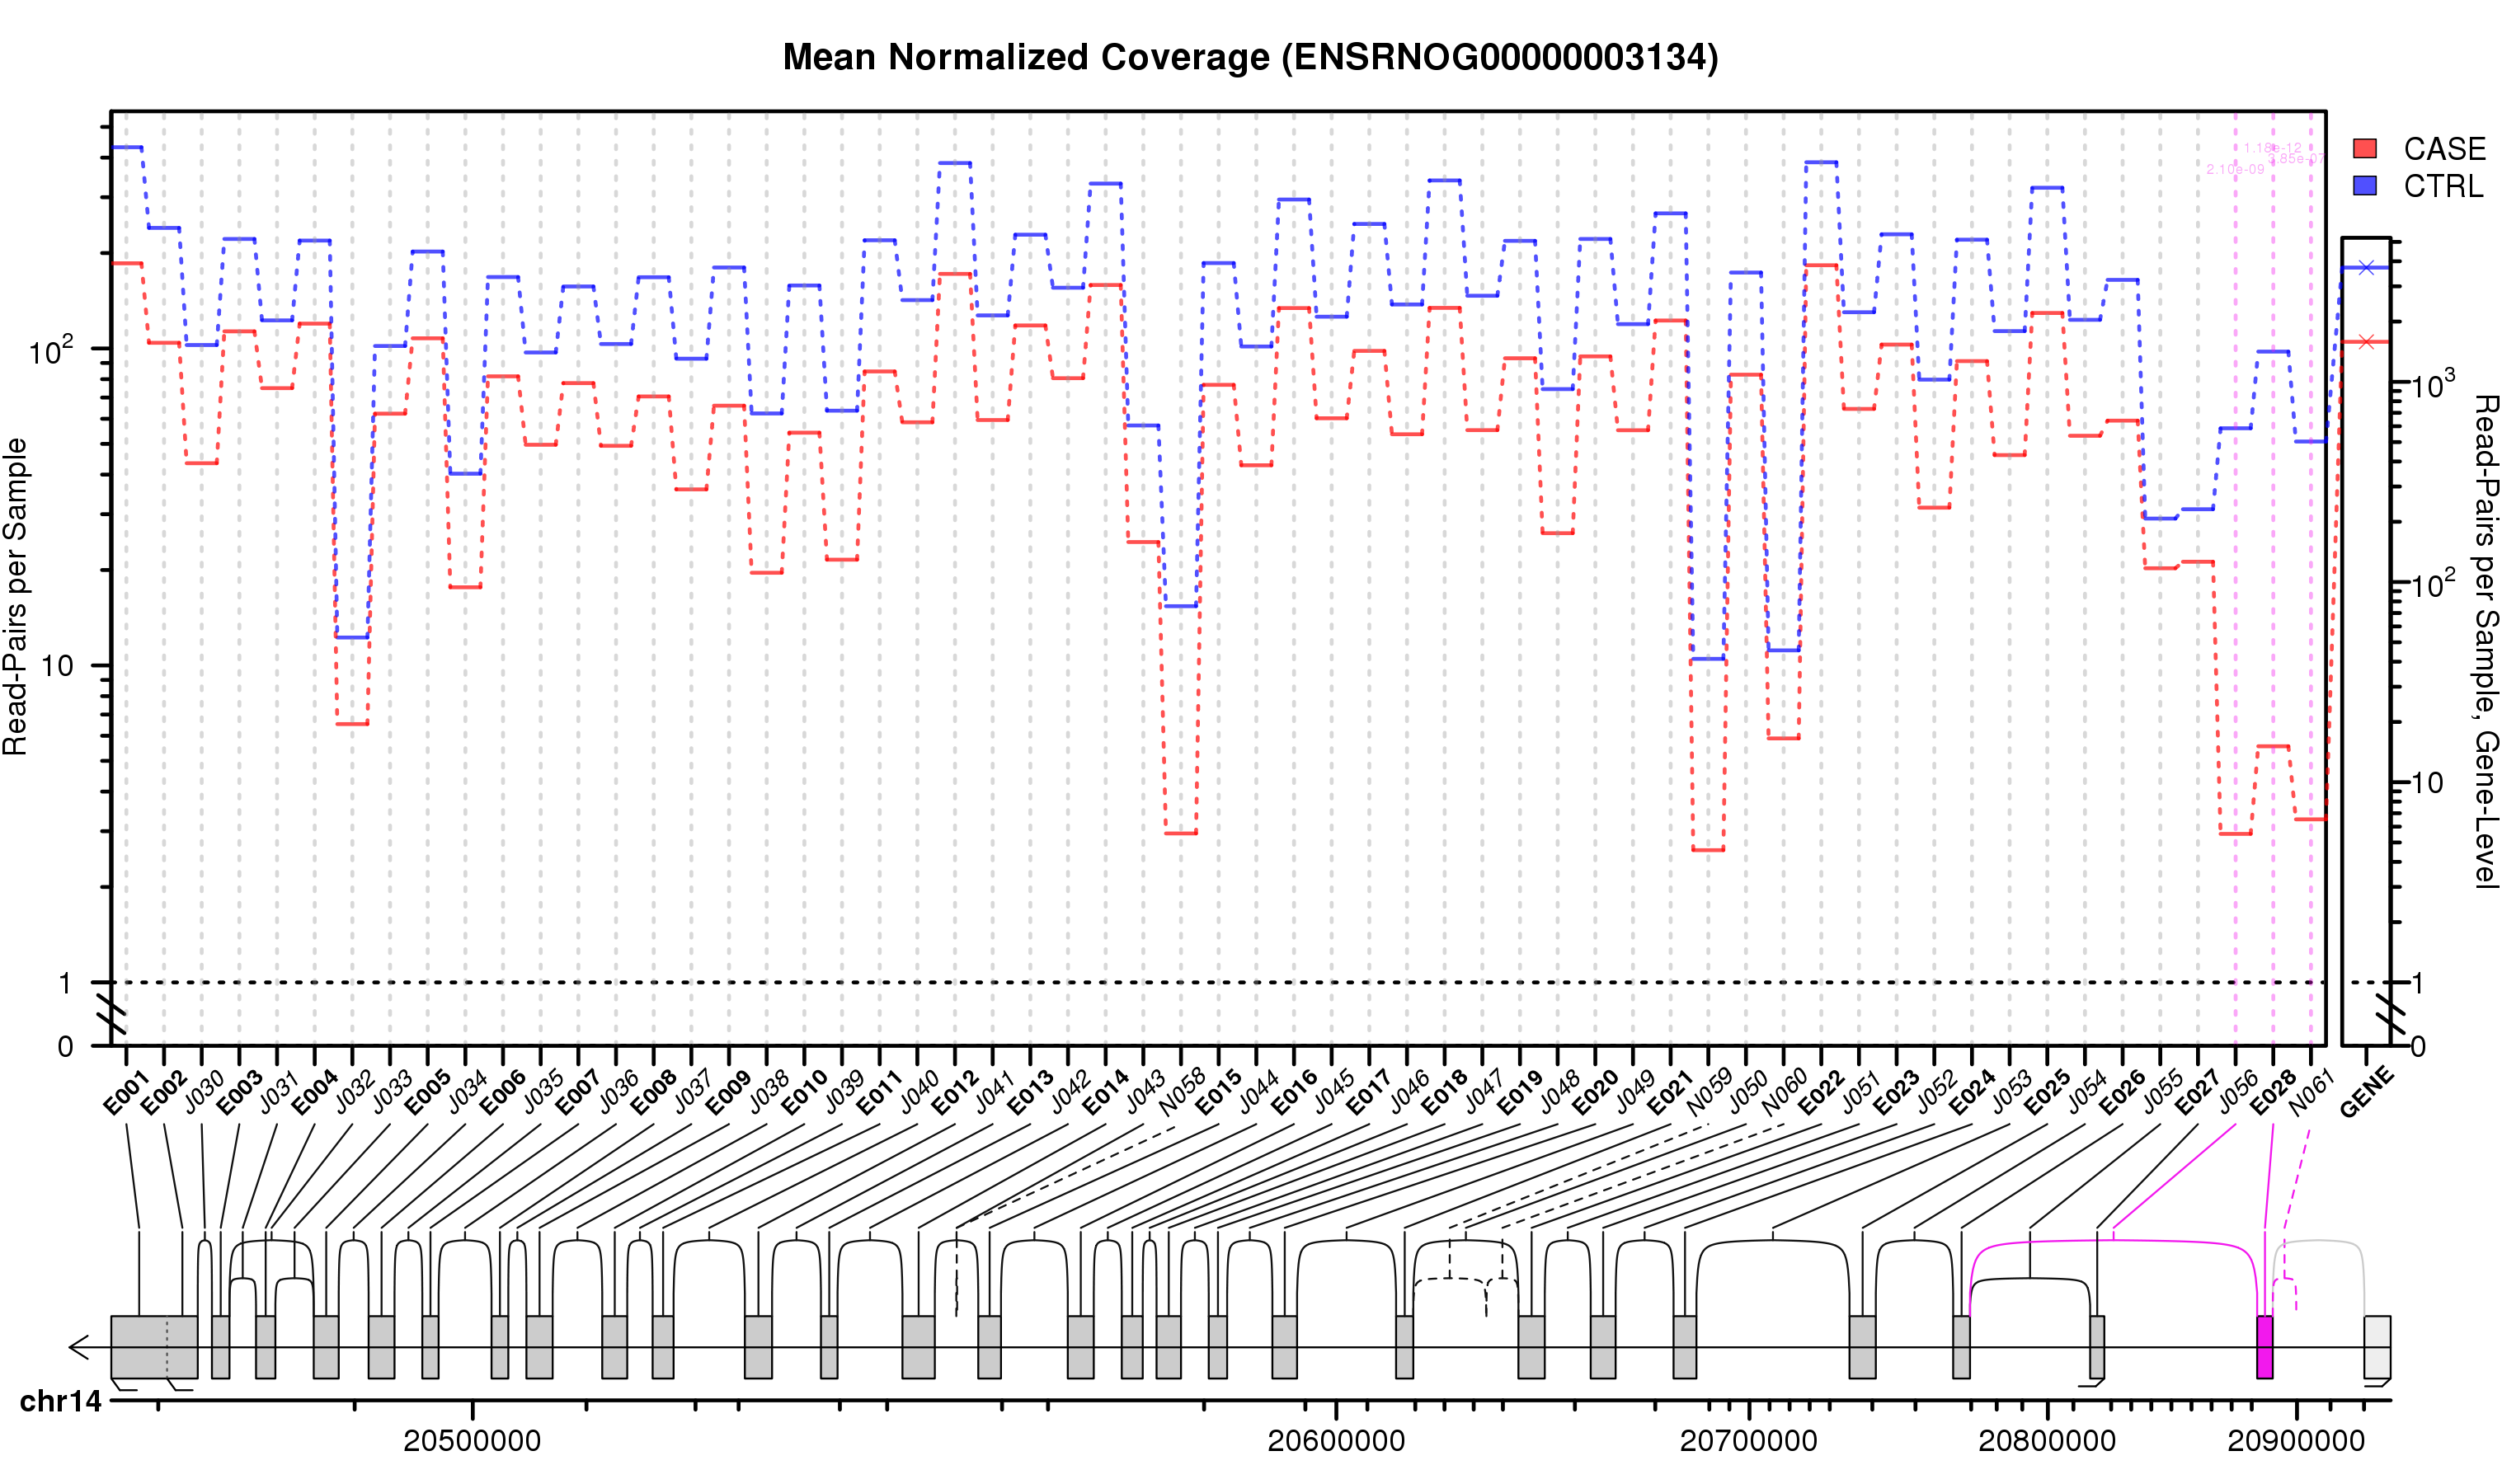 Mean Normalized Coverage (ENSRNOG00000003134)
CASE
CTRL
1.18e-12
3.85e-07
2.10e-09
Read-Pairs per Sample
10²
10
1
0
Read-Pairs per Sample, Gene-Level
10³
10²
10
1
0
E001 E002 J030 E003 J031 E004 J032 J033 E005 J034 E006 J035 E007 J036 E008 J037 E009 J038 E010 J039 E011 J040 E012 J041 E013 J042 E014 J043 N058 E015 J044 E016 J045 E017 J046 E018 J047 E019 J048 E020 J049 E021 N059 J050 N060 E022 J051 E023 J052 E024 J053 E025 J054 E026 J055 E027 J056 E028 N061 GENE
chr14
20500000 20600000 20700000 20800000 20900000